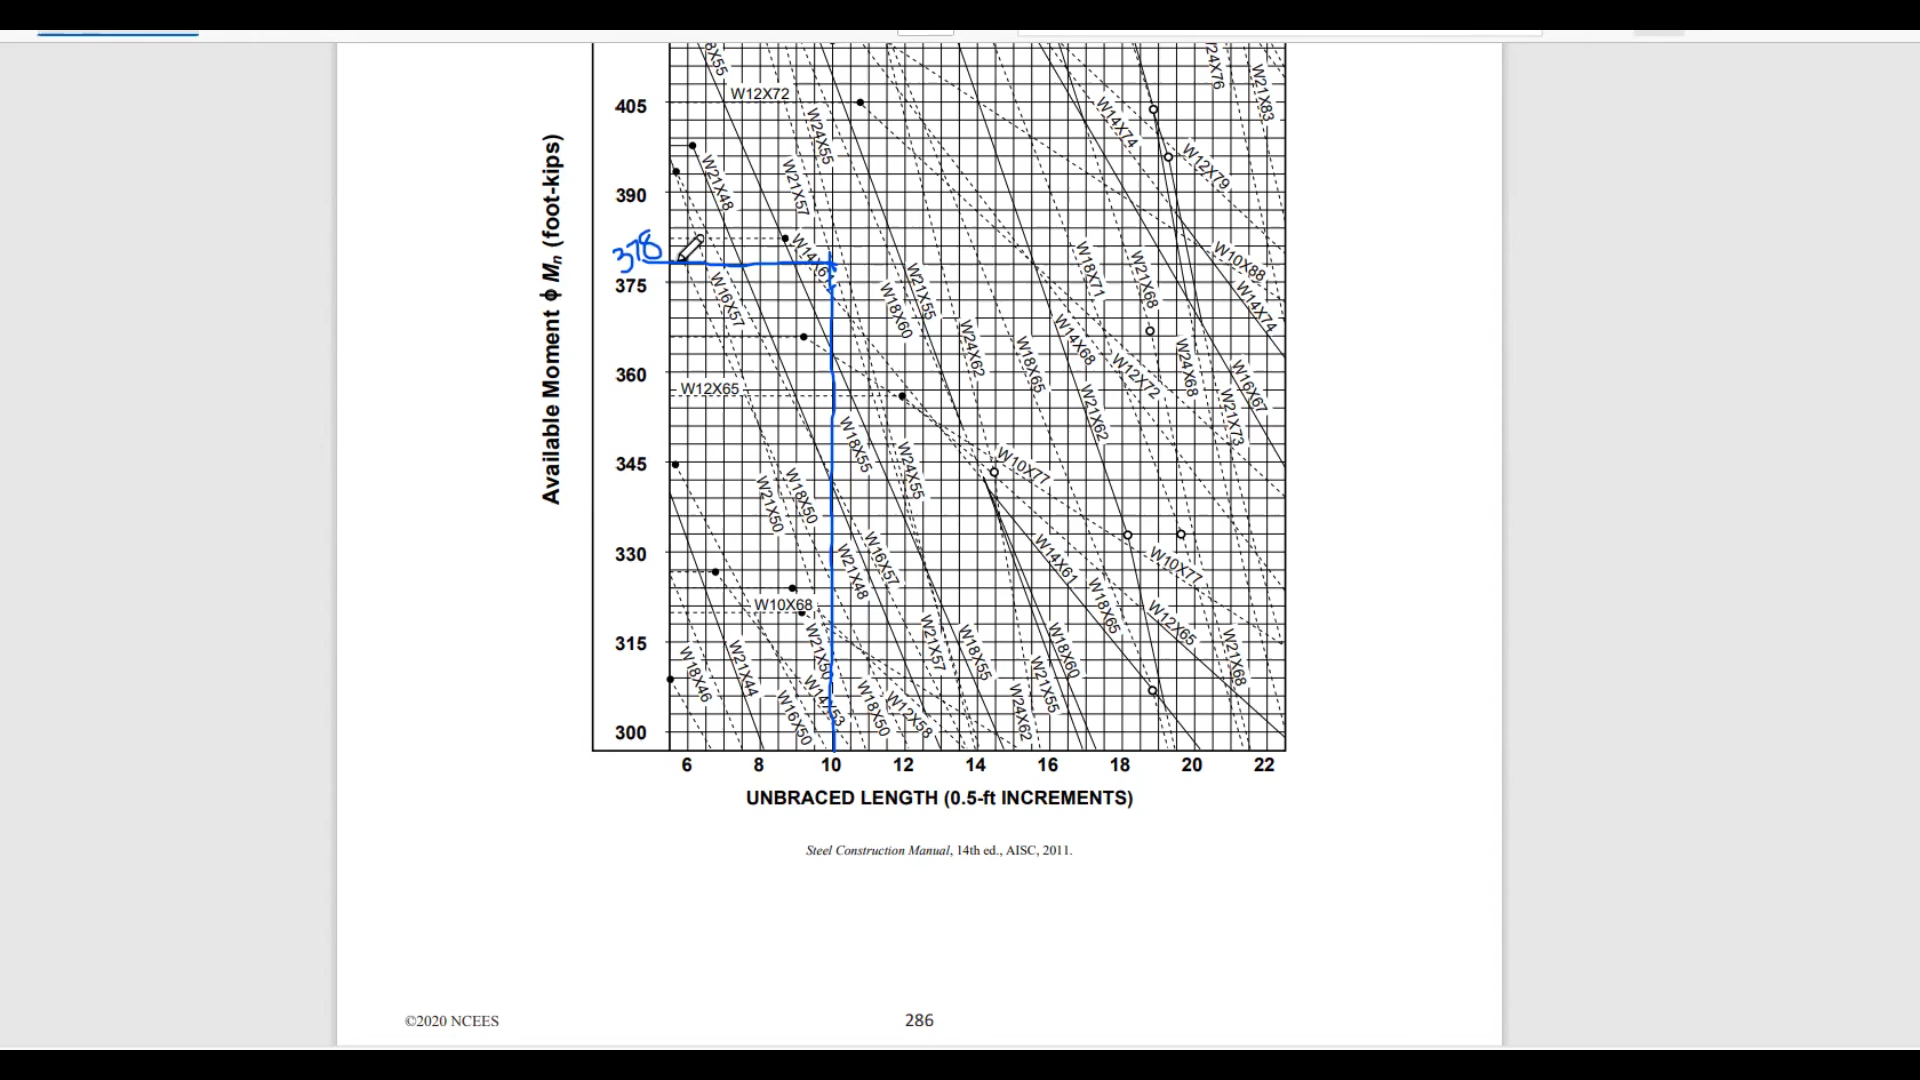 8X55
W24X76
W21X83
W12X72
405
W24X55
W14X74
W12X79
W21X48
W21X57
390
378
W14X6
W10X88
375
W16X57
W21X55
W18X60
W18X71
W21X68
W14X74
W24X62
W18X65
W14X68
W12X72
W24X68
W16X67
360
W12X65
W21X62
W21X73
W18X55
W24X55
345
W10X77
W21X50
W18X50
330
W21X48
W16X57
W14X61
W10X77
W18X65
W12X65
W10X68
315
W18X46
W21X44
W21X50
W21X57
W18X55
W18X60
W21X68
W16X50
W14X53
W18X50
W12X58
W24X62
W21X55
300
Available Moment ϕ Mn (foot-kips)
6 8 10 12 14 16 18 20 22
UNBRACED LENGTH (0.5-ft INCREMENTS)
Steel Construction Manual, 14th ed., AISC, 2011.
©2020 NCEES
286